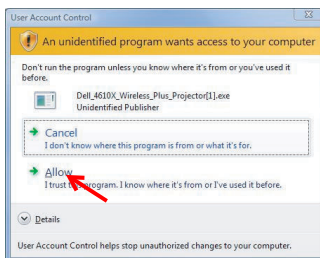 User Account Control
An unidentified program wants access to your computer
Don't run the program unless you know where it's from or you've used it
before.
Dell_4610X_Wireless_Plus_Projector[1].exe
Unidentified Publisher
Cancel
I don't know where this program is from or what it's for.
Allow
I trust this program. I know where it's from or I've used it before.
Details
User Account Control helps stop unauthorized changes to your computer.